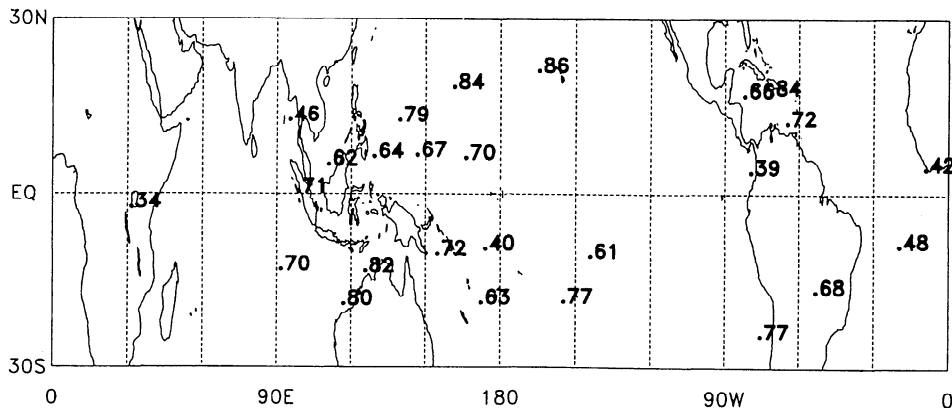 30N
.86
.84
.66 .84
.46 .79 .72
.62 .64 .67 .70 .39 .42
.71
EQ .34
.72 .40 .61 .48
.70 .82
.80 .63 .77 .68
.77
30S
0 90E 180 90W 0